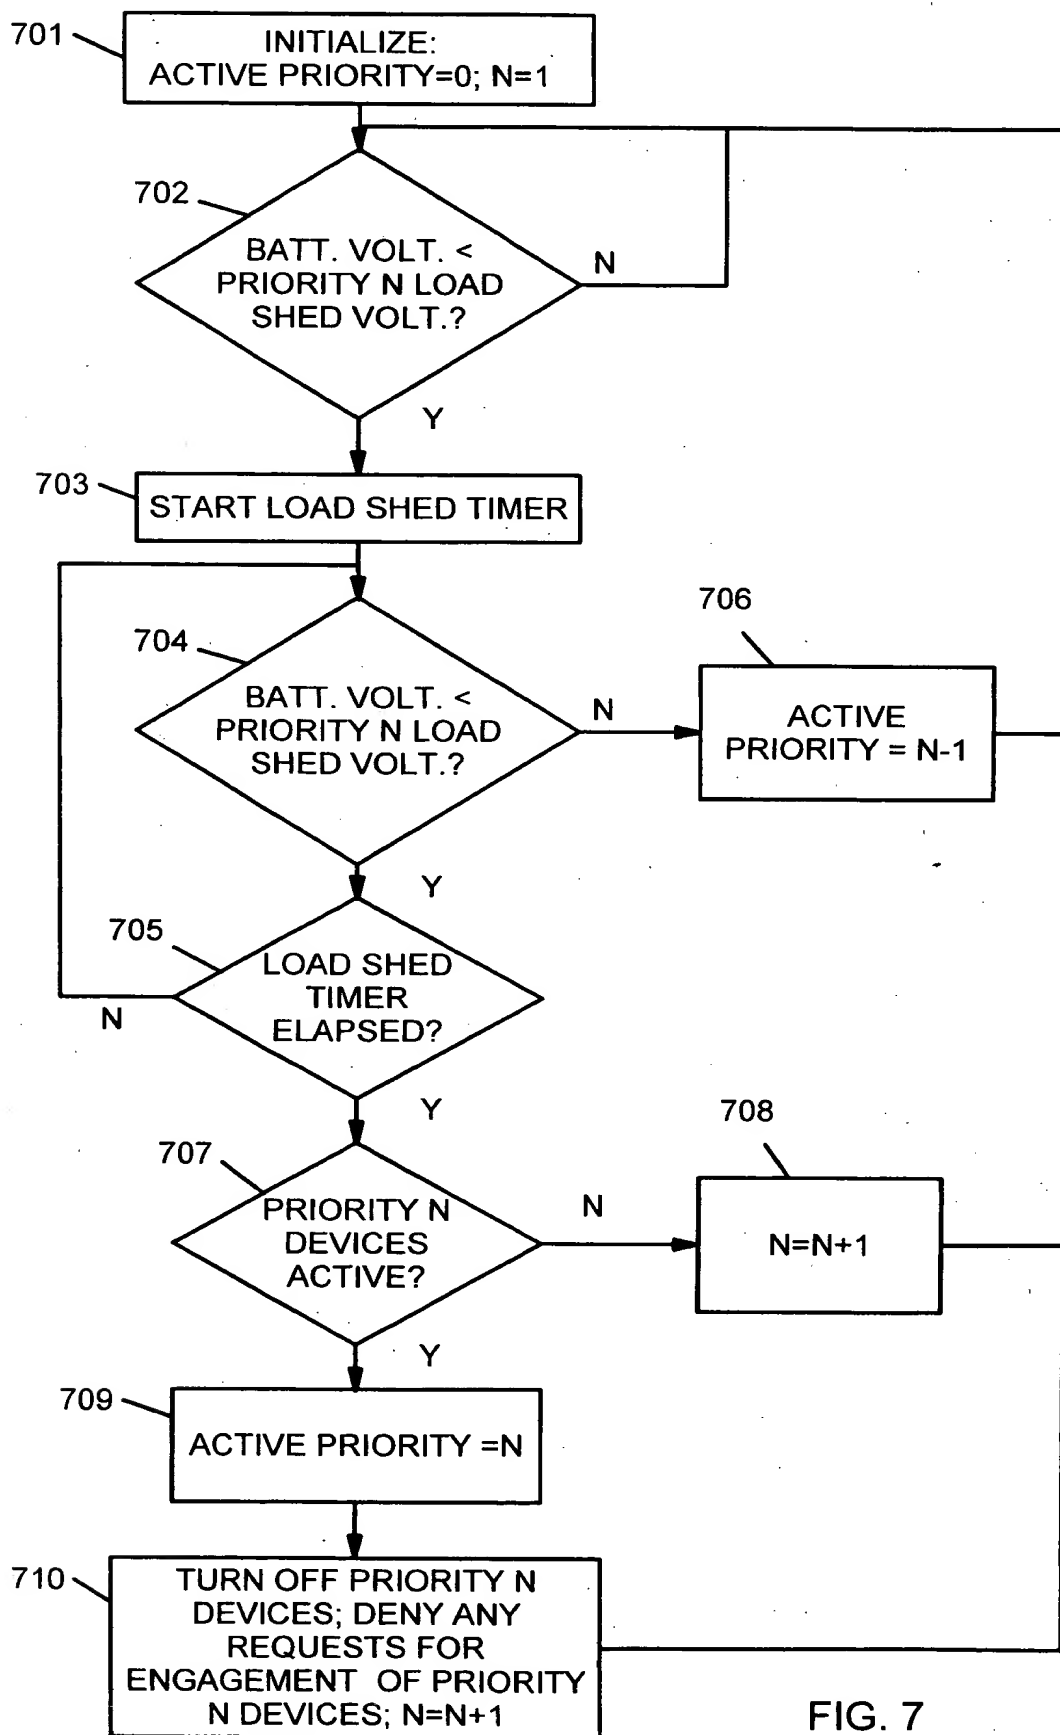 701
INITIALIZE:
ACTIVE PRIORITY=0; N=1
702
BATT. VOLT. <
PRIORITY N LOAD
SHED VOLT.?
N
Y
703
START LOAD SHED TIMER
704
BATT. VOLT. <
PRIORITY N LOAD
SHED VOLT.?
N
706
ACTIVE
PRIORITY = N-1
Y
705
LOAD SHED
TIMER
ELAPSED?
N
Y
707
PRIORITY N
DEVICES
ACTIVE?
N
708
N=N+1
Y
709
ACTIVE PRIORITY =N
710
TURN OFF PRIORITY N
DEVICES; DENY ANY
REQUESTS FOR
ENGAGEMENT OF PRIORITY
N DEVICES; N=N+1
FIG. 7